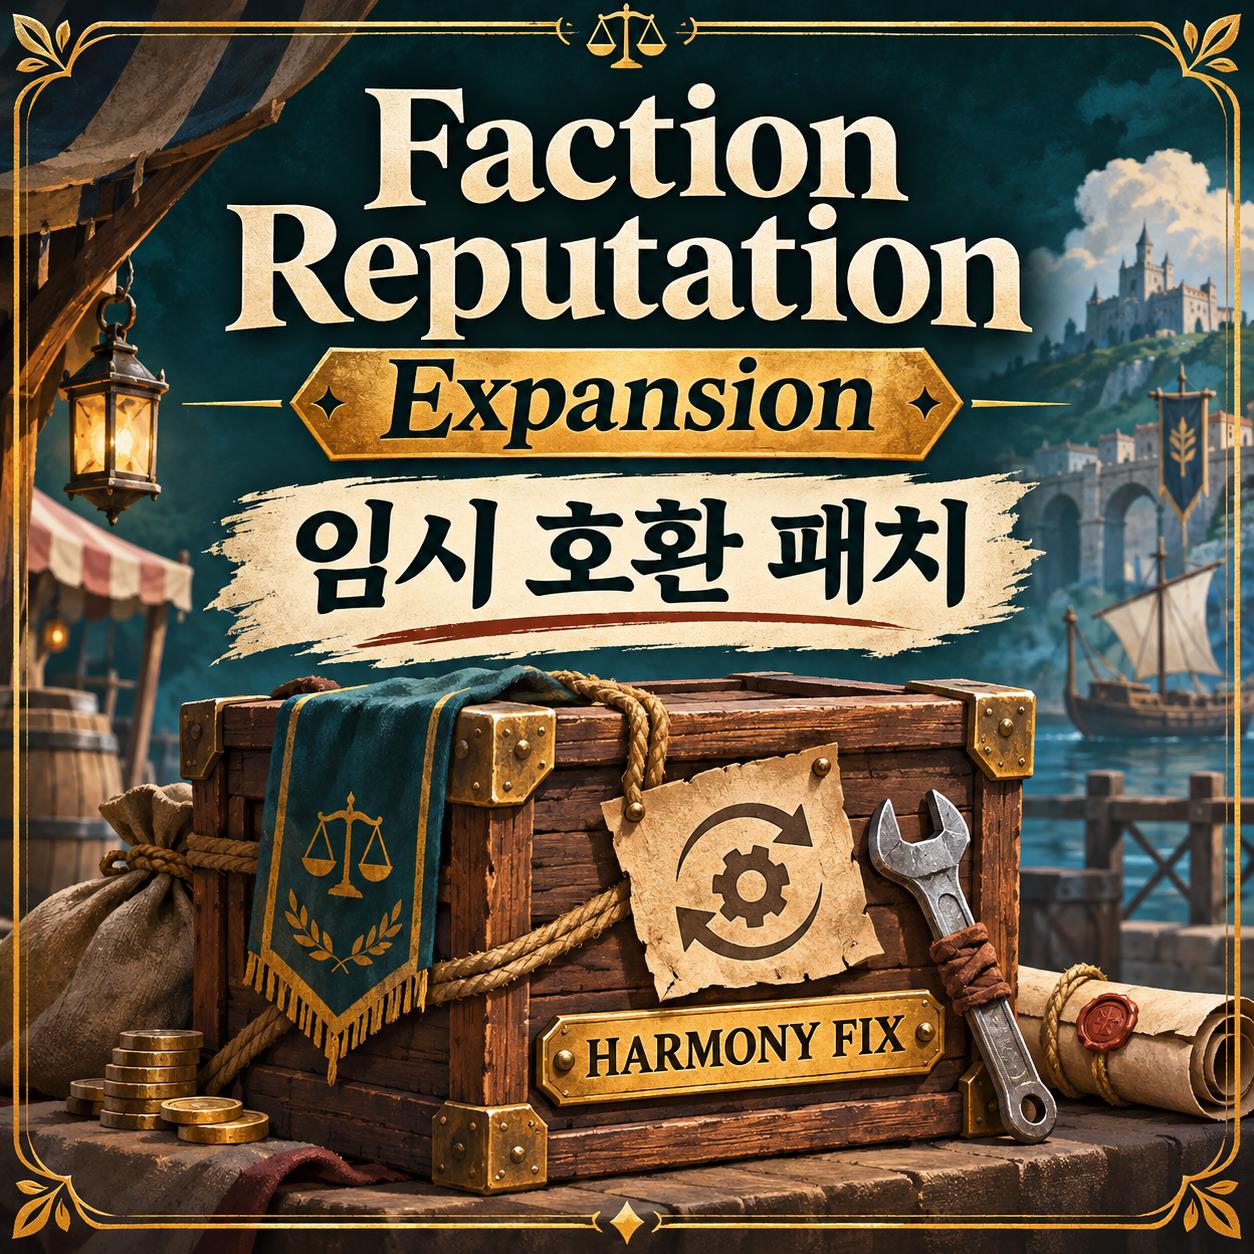 Faction
Reputation
Expansion
임시 호환 패치
HARMONY FIX